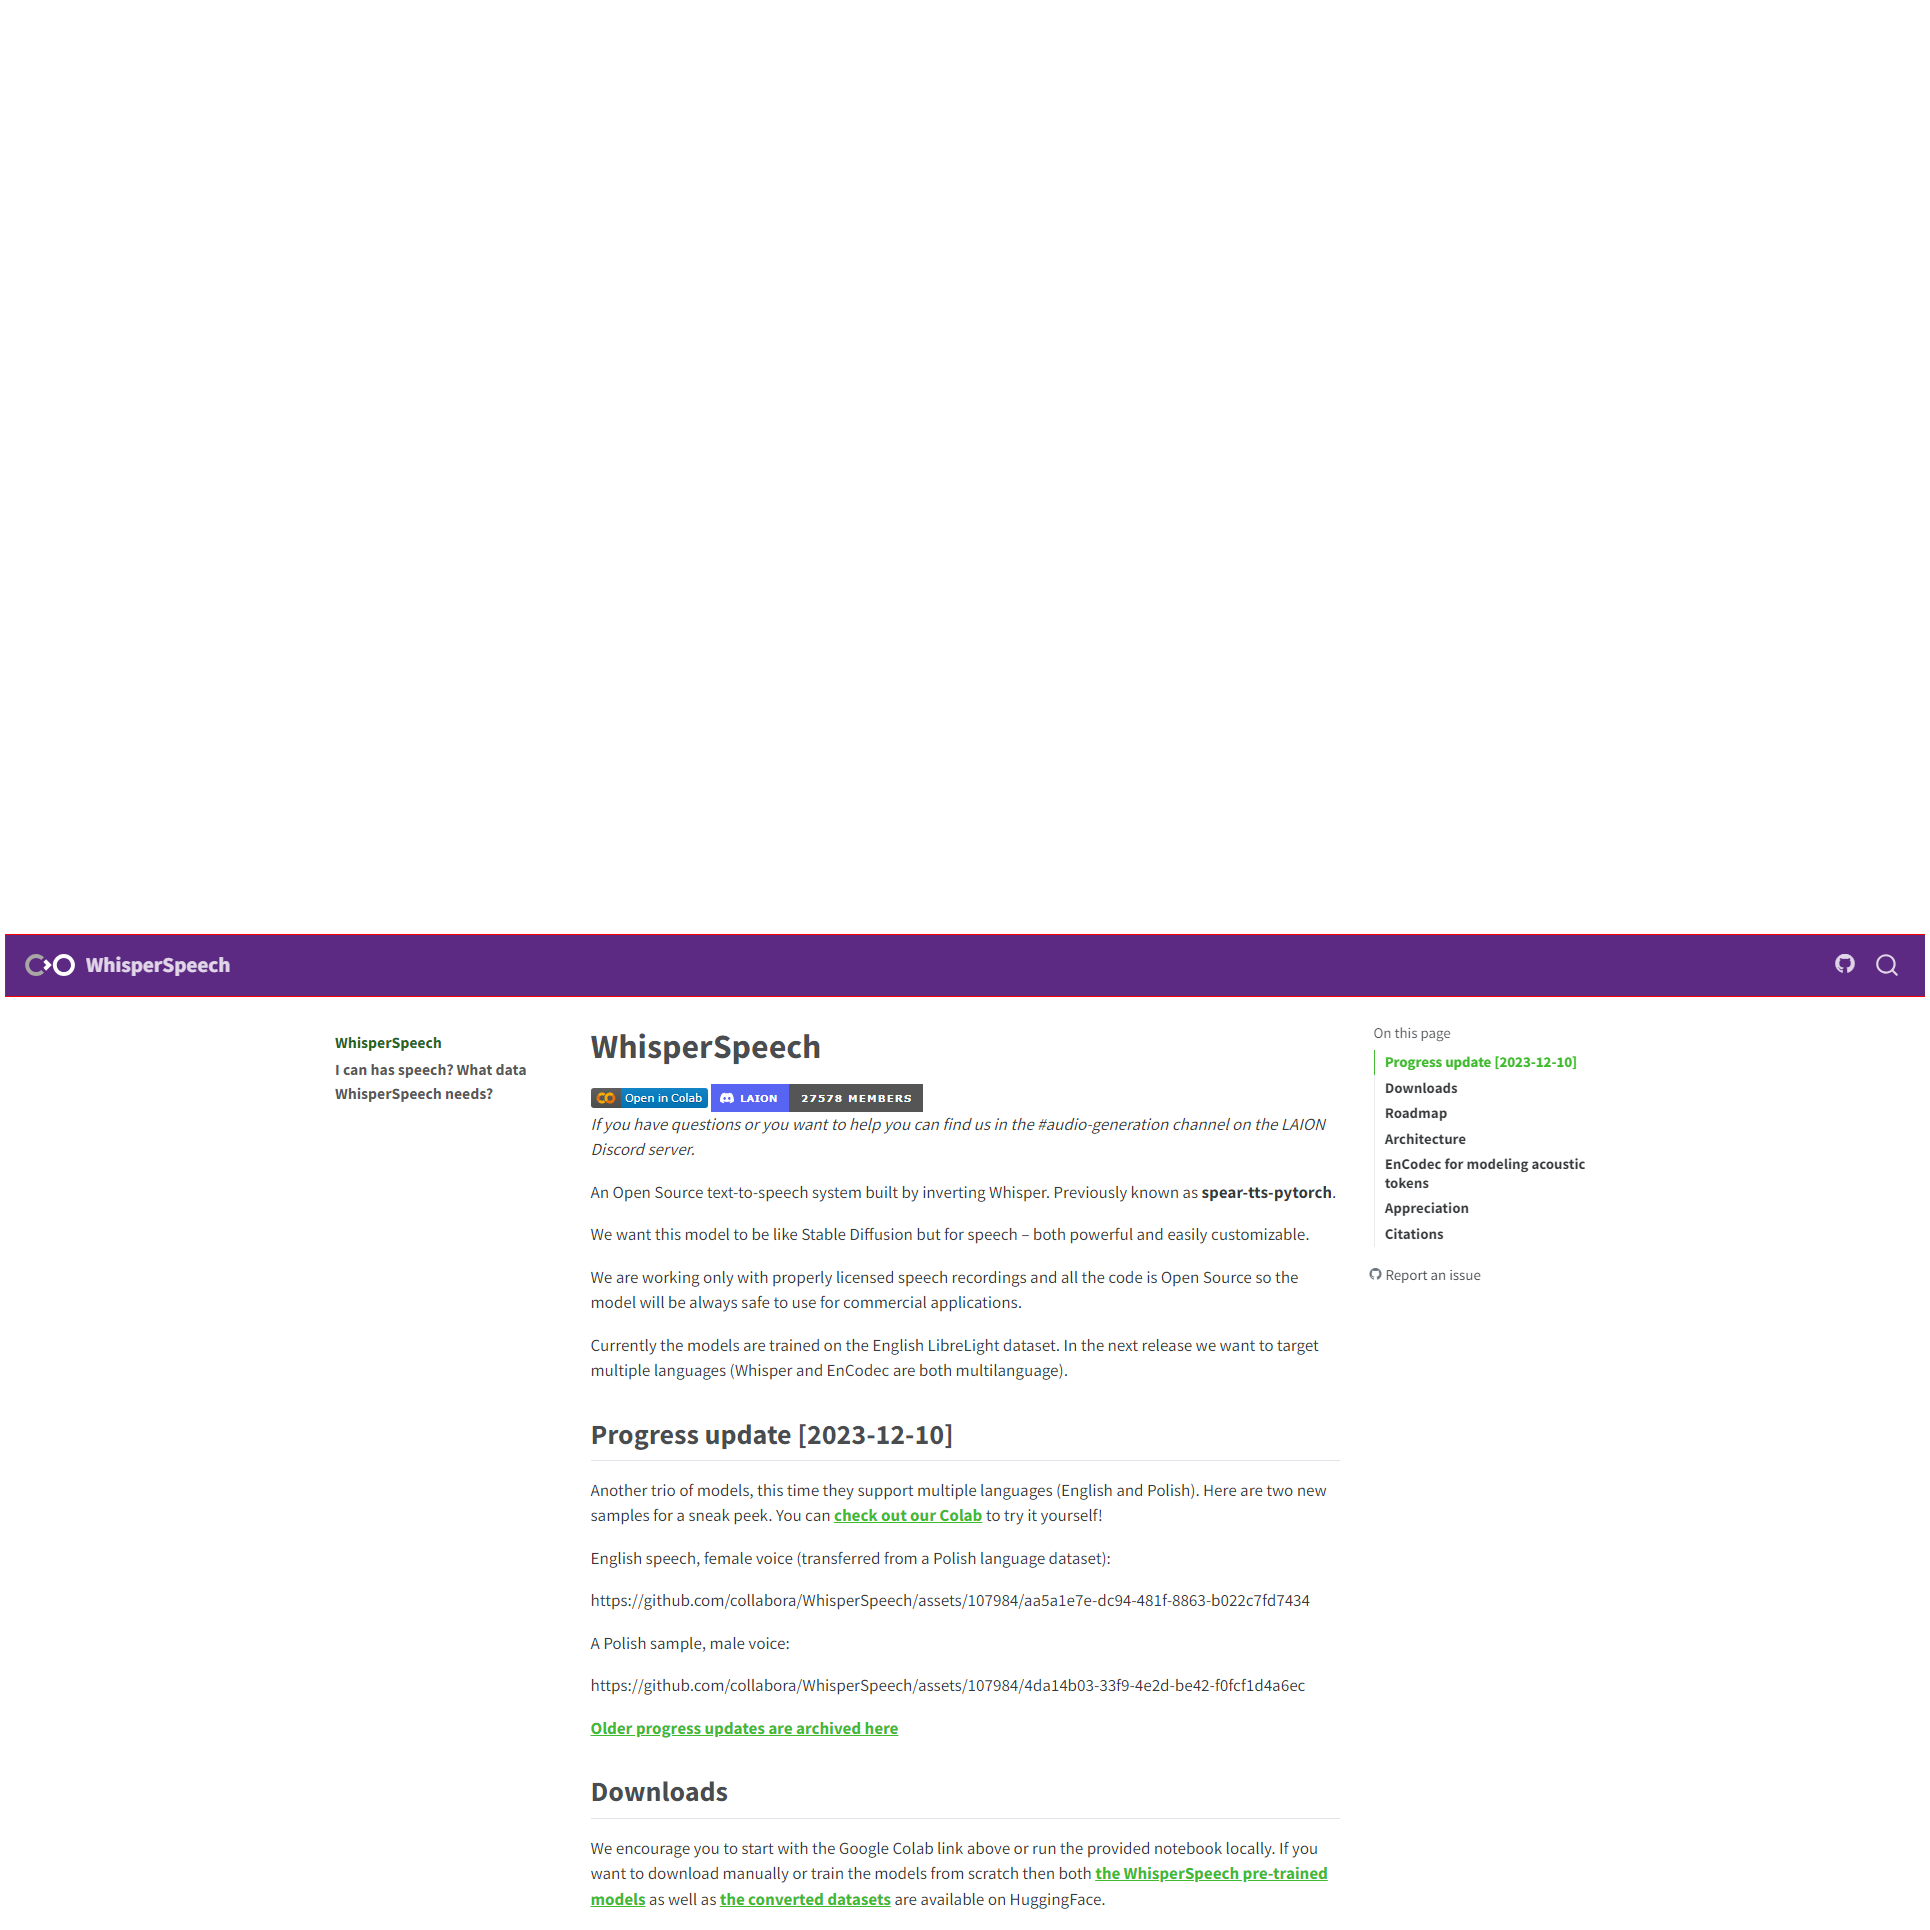 WhisperSpeech
WhisperSpeech
I can has speech? What data
WhisperSpeech needs?
WhisperSpeech
Open in Colab LAION 27578 MEMBERS
If you have questions or you want to help you can find us in the #audio-generation channel on the LAION
Discord server.
An Open Source text-to-speech system built by inverting Whisper. Previously known as spear-tts-pytorch.
We want this model to be like Stable Diffusion but for speech – both powerful and easily customizable.
We are working only with properly licensed speech recordings and all the code is Open Source so the
model will be always safe to use for commercial applications.
Currently the models are trained on the English LibreLight dataset. In the next release we want to target
multiple languages (Whisper and EnCodec are both multilanguage).
Progress update [2023-12-10]
Another trio of models, this time they support multiple languages (English and Polish). Here are two new
samples for a sneak peek. You can check out our Colab to try it yourself!
English speech, female voice (transferred from a Polish language dataset):
https://github.com/collabora/WhisperSpeech/assets/107984/aa5a1e7e-dc94-481f-8863-b022c7fd7434
A Polish sample, male voice:
https://github.com/collabora/WhisperSpeech/assets/107984/4da14b03-33f9-4e2d-be42-f0fcf1d4a6ec
Older progress updates are archived here
Downloads
We encourage you to start with the Google Colab link above or run the provided notebook locally. If you
want to download manually or train the models from scratch then both the WhisperSpeech pre-trained
models as well as the converted datasets are available on HuggingFace.
On this page
Progress update [2023-12-10]
Downloads
Roadmap
Architecture
EnCodec for modeling acoustic
tokens
Appreciation
Citations
Report an issue